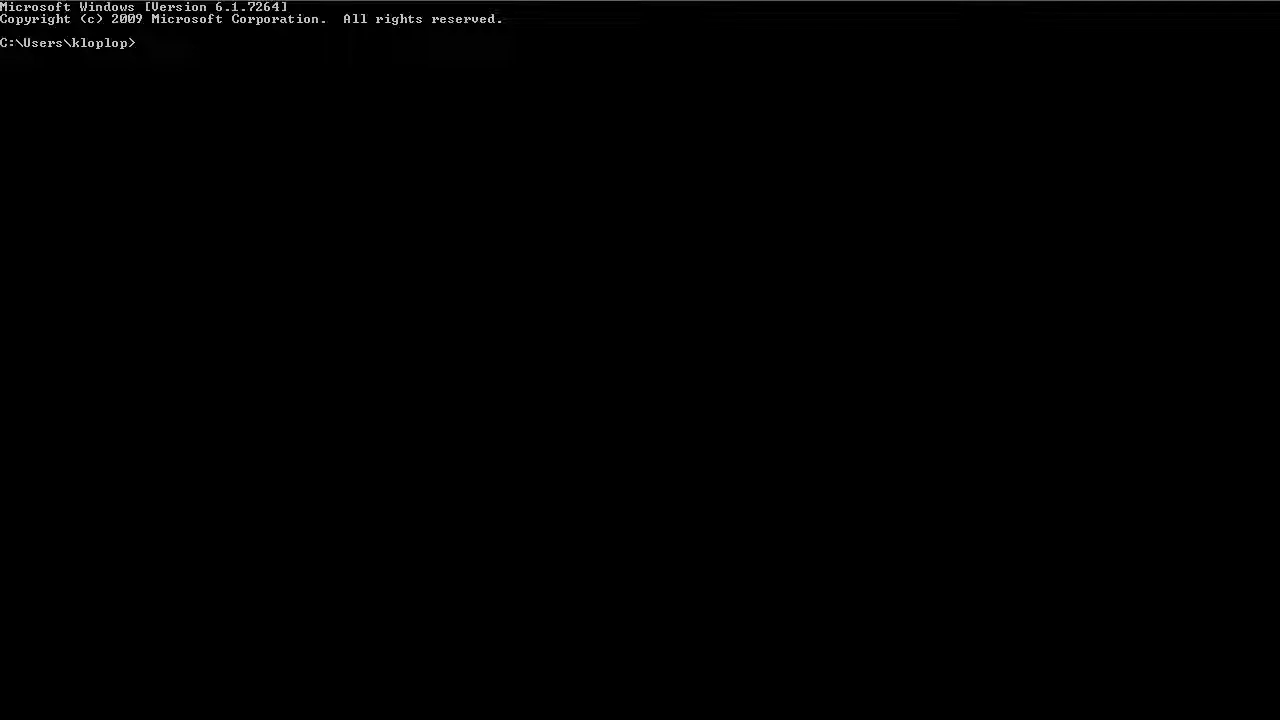 Microsoft Windows [Version 6.1.7264]
Copyright (c) 2009 Microsoft Corporation.  All rights reserved.
C:\Users\kloplop>